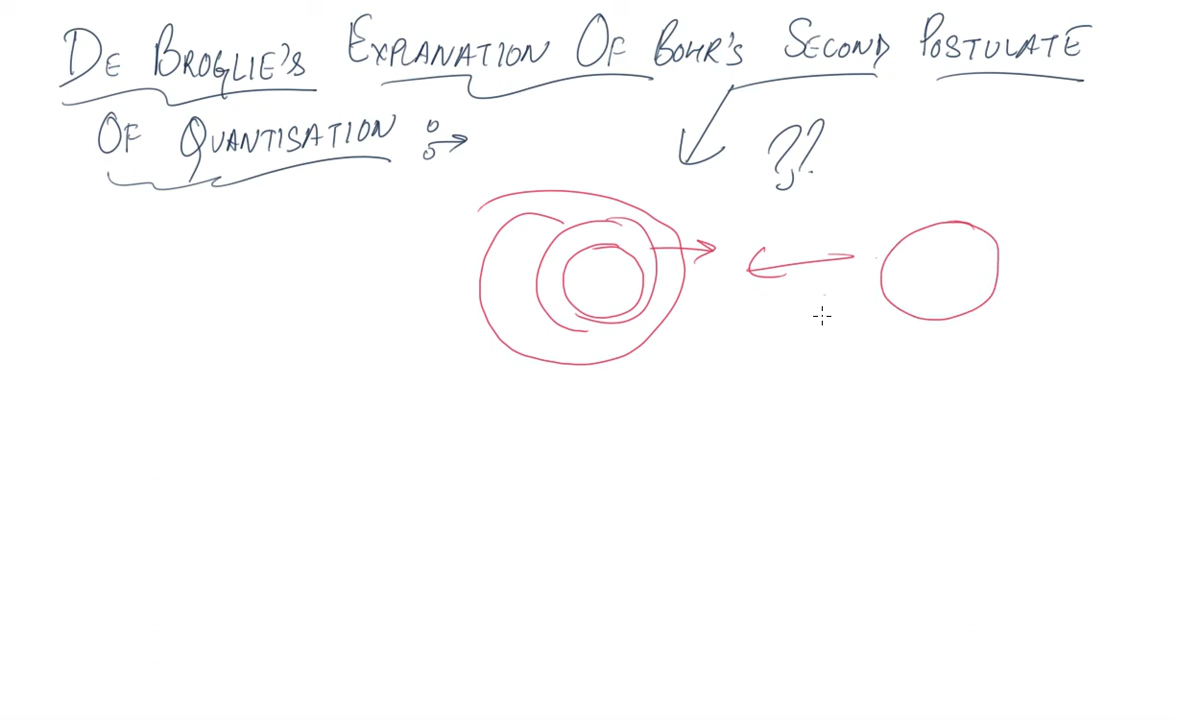 DE BROGLIE'S EXPLANATION OF BOHR'S SECOND POSTULATE
OF QUANTISATION :→
??